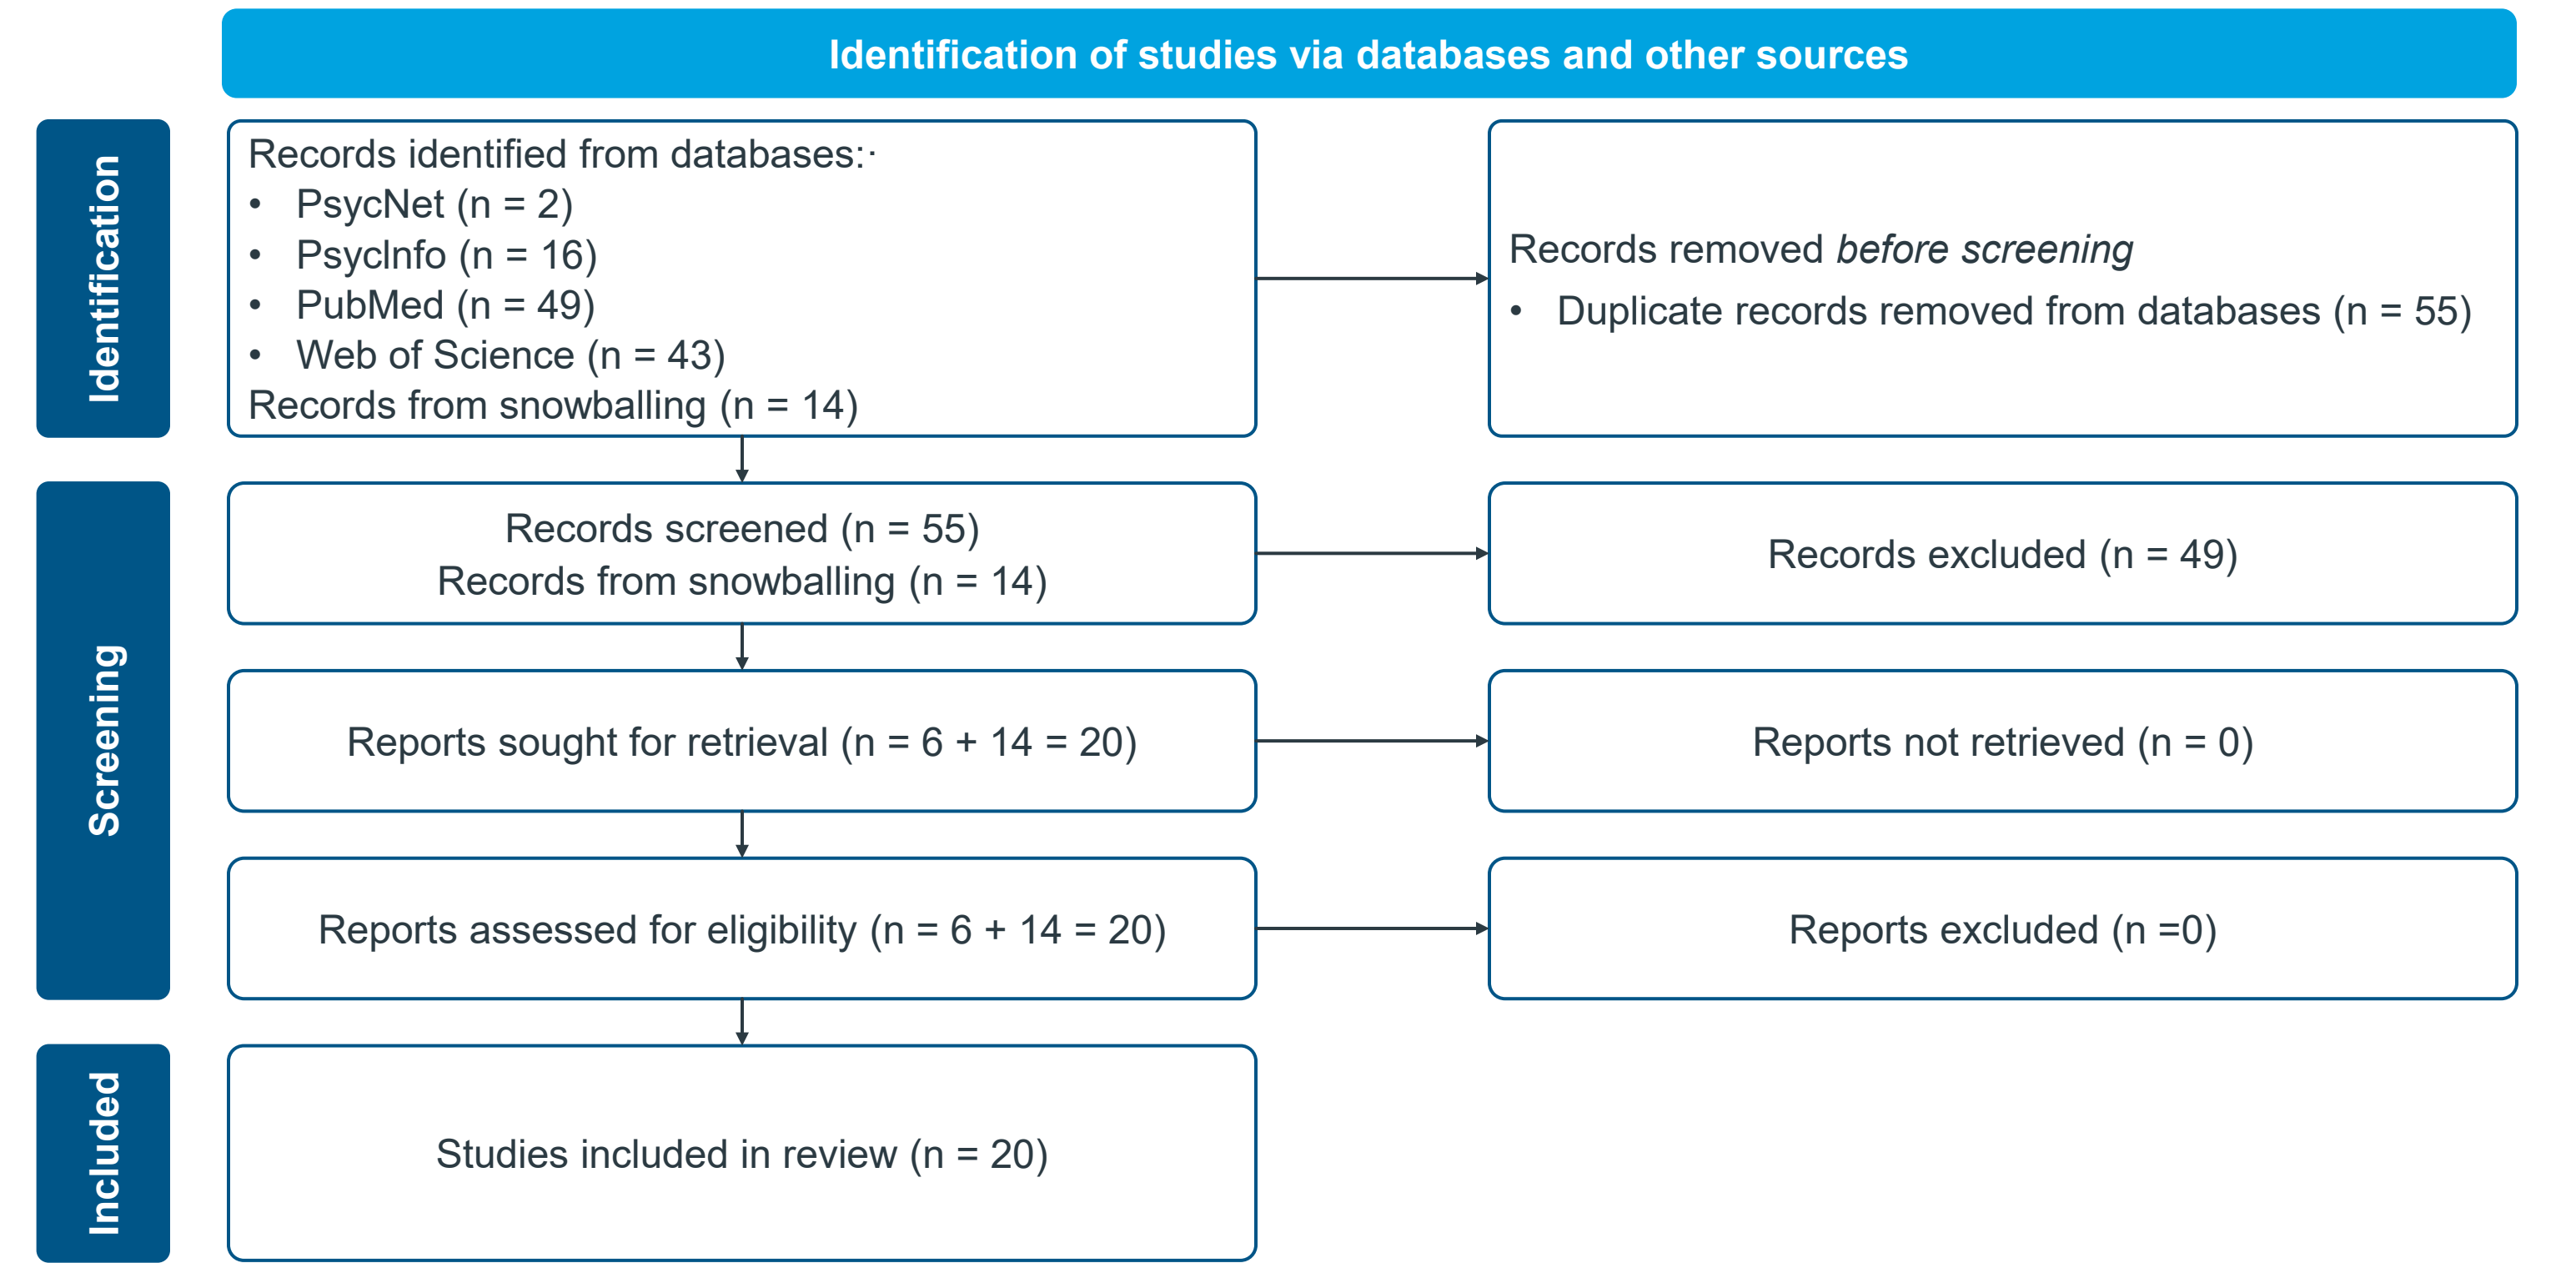 Identification of studies via databases and other sources
Identification
Records identified from databases:·
• PsycNet (n = 2)
• PsycInfo (n = 16)
• PubMed (n = 49)
• Web of Science (n = 43)
Records from snowballing (n = 14)
Records removed before screening
• Duplicate records removed from databases (n = 55)
Screening
Records screened (n = 55)
Records from snowballing (n = 14)
Records excluded (n = 49)
Reports sought for retrieval (n = 6 + 14 = 20)
Reports not retrieved (n = 0)
Reports assessed for eligibility (n = 6 + 14 = 20)
Reports excluded (n =0)
Included
Studies included in review (n = 20)